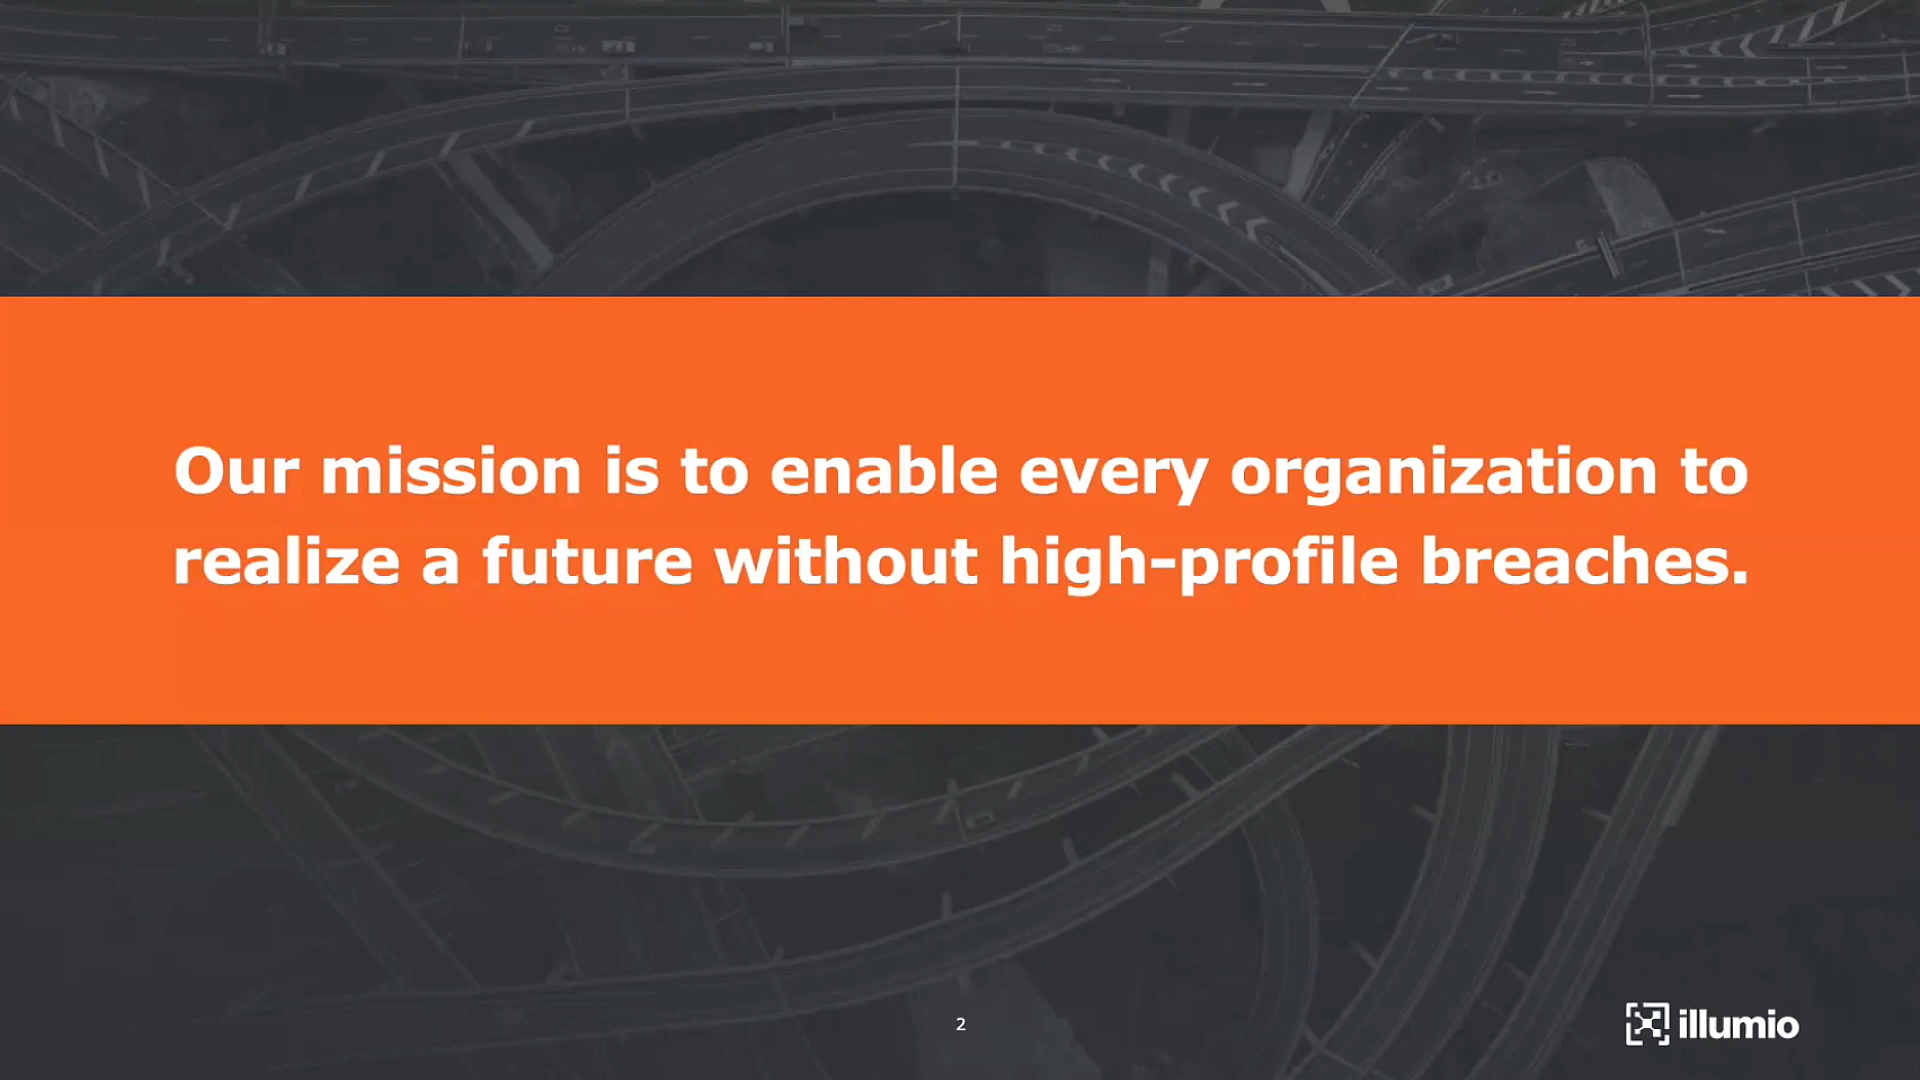 Our mission is to enable every organization to
realize a future without high-profile breaches.
2
illumio